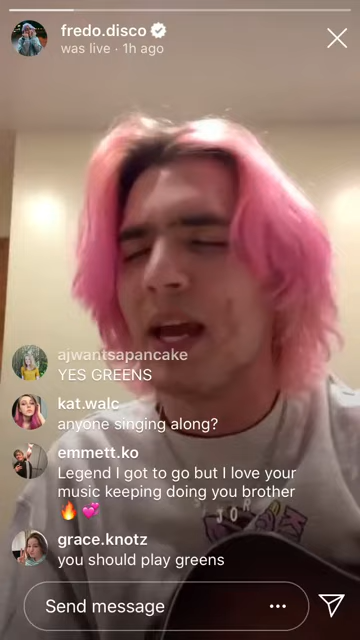 fredo.disco
was live · 1h ago
ajwantsapancake
YES GREENS
kat.walc
anyone singing along?
emmett.ko
Legend I got to go but I love your
music keeping doing you brother
🔥 💞
grace.knotz
you should play greens
Send message